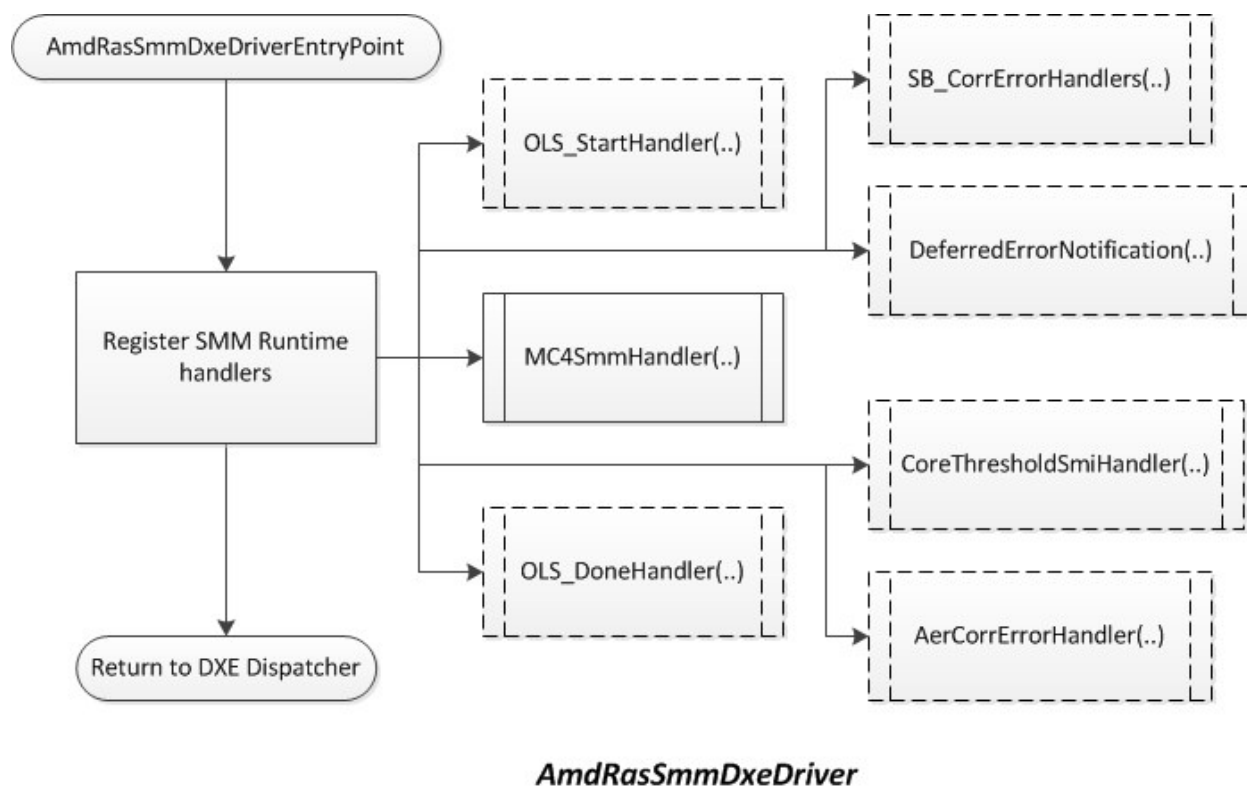 AmdRasSmmDxeDriverEntryPoint
SB_CorrErrorHandlers(..)
OLS_StartHandler(..)
DeferredErrorNotification(..)
Register SMM Runtime
handlers
MC4SmmHandler(..)
CoreThresholdSmiHandler(..)
OLS_DoneHandler(..)
AerCorrErrorHandler(..)
Return to DXE Dispatcher
AmdRasSmmDxeDriver